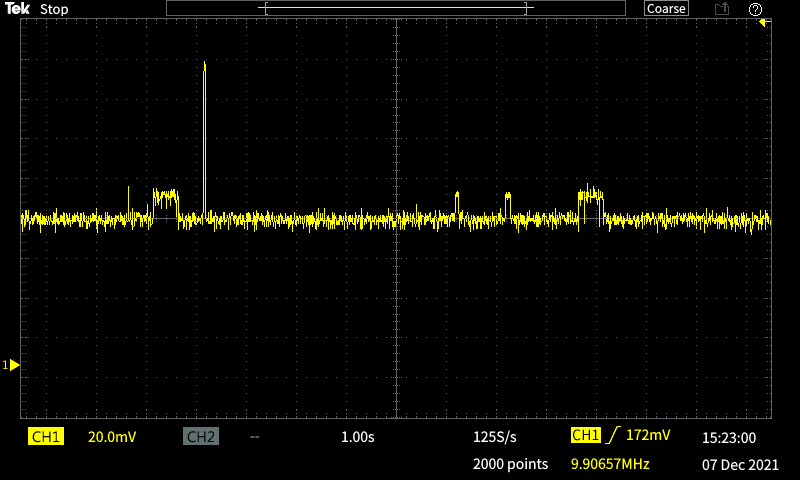 Tek Stop Coarse ?
1
CH1 20.0mV CH2 -- 1.00s 125S/s CH1 172mV 15:23:00
2000 points 9.90657MHz 07 Dec 2021